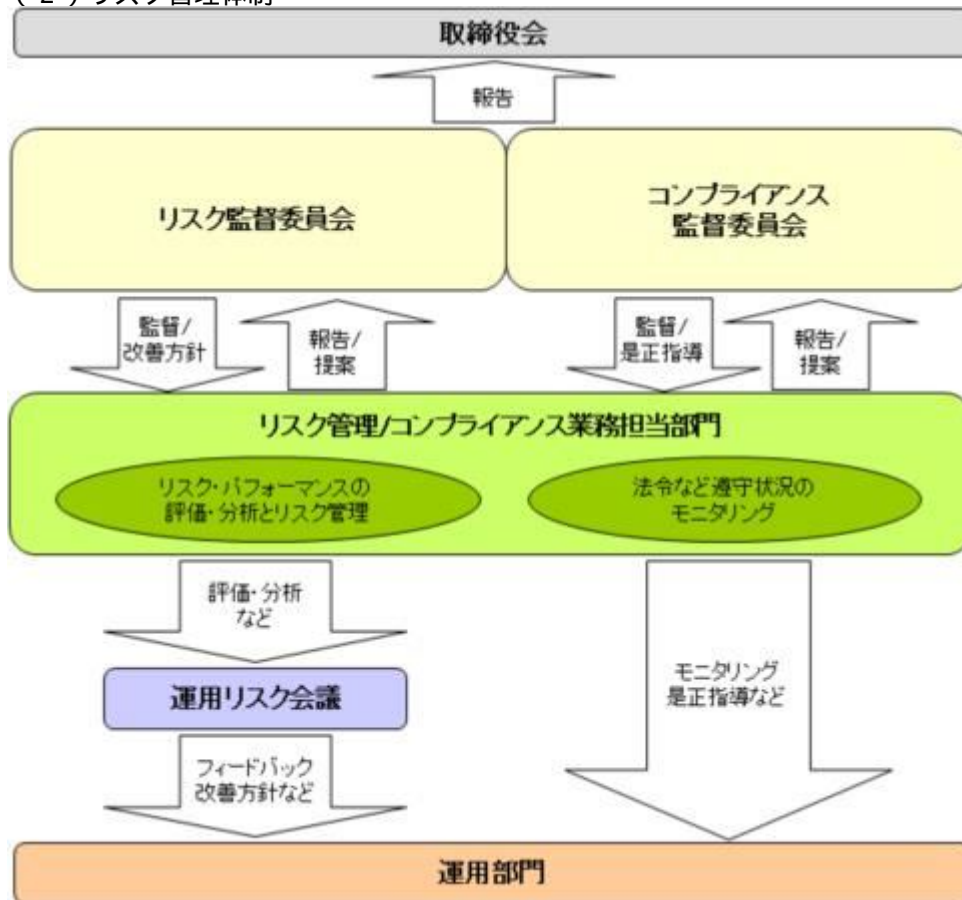 (2)リスク管理体制
取締役会
報告
リスク監督委員会
コンプライアンス
監督委員会
監督/
改善方針
報告/
提案
監督/
是正指導
報告/
提案
リスク管理/コンプライアンス業務担当部門
リスク・パフォーマンスの
評価・分析とリスク管理
法令など遵守状況の
モニタリング
評価・分析
など
運用リスク会議
モニタリング
是正指導など
フィードバック
改善方針など
運用部門